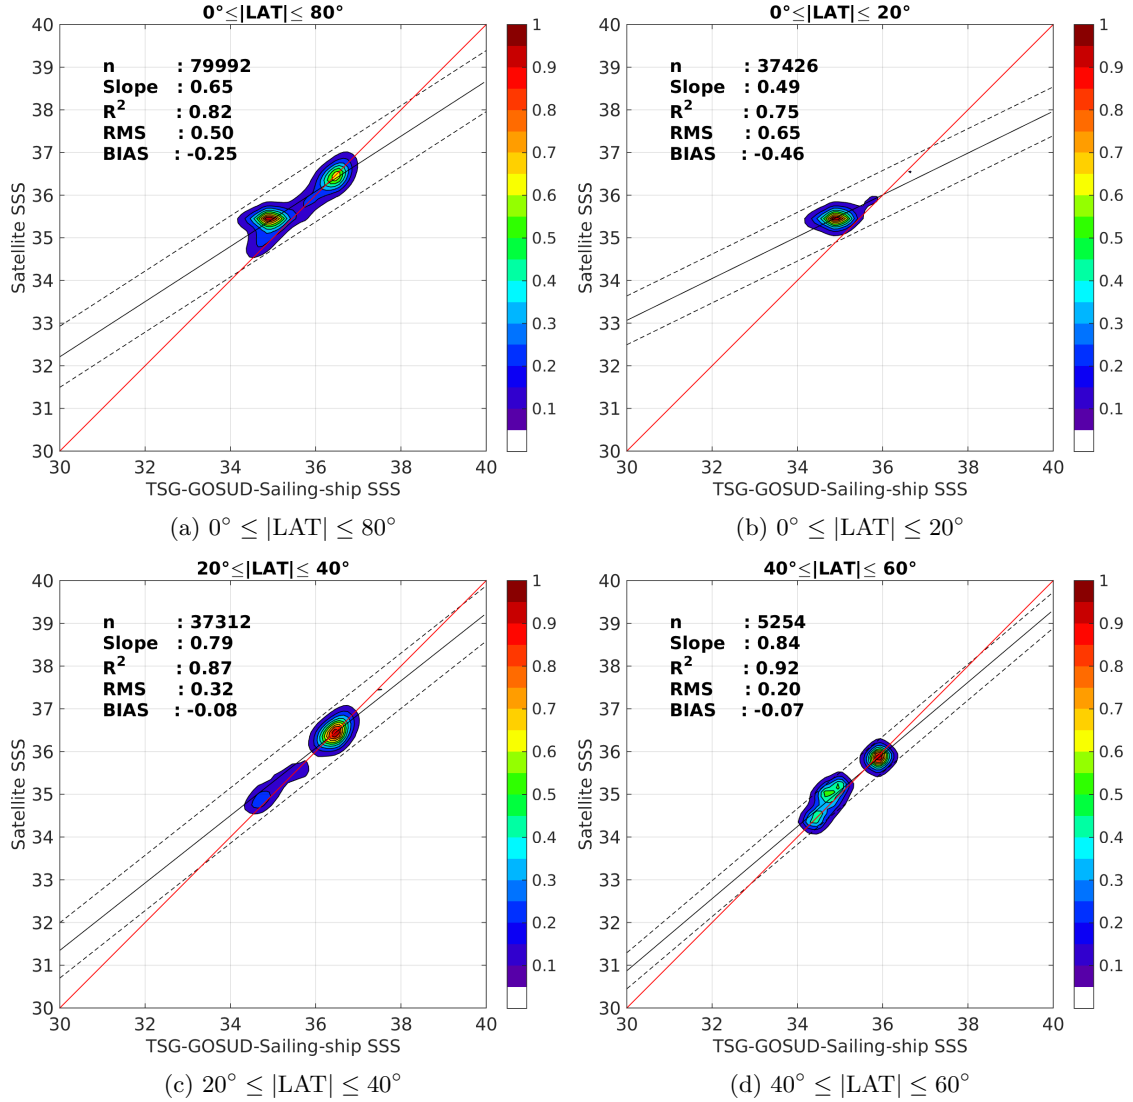 0°≤|LAT|≤ 80°
n : 79992
Slope : 0.65
R² : 0.82
RMS : 0.50
BIAS : -0.25
Satellite SSS
40
39
38
37
36
35
34
33
32
31
30
30 32 34 36 38 40
TSG-GOSUD-Sailing-ship SSS
1
0.9
0.8
0.7
0.6
0.5
0.4
0.3
0.2
0.1
(a) 0° ≤ |LAT| ≤ 80°
0°≤|LAT|≤ 20°
n : 37426
Slope : 0.49
R² : 0.75
RMS : 0.65
BIAS : -0.46
Satellite SSS
40
39
38
37
36
35
34
33
32
31
30
30 32 34 36 38 40
TSG-GOSUD-Sailing-ship SSS
1
0.9
0.8
0.7
0.6
0.5
0.4
0.3
0.2
0.1
(b) 0° ≤ |LAT| ≤ 20°
20°≤|LAT|≤ 40°
n : 37312
Slope : 0.79
R² : 0.87
RMS : 0.32
BIAS : -0.08
Satellite SSS
40
39
38
37
36
35
34
33
32
31
30
30 32 34 36 38 40
TSG-GOSUD-Sailing-ship SSS
1
0.9
0.8
0.7
0.6
0.5
0.4
0.3
0.2
0.1
(c) 20° ≤ |LAT| ≤ 40°
40°≤|LAT|≤ 60°
n : 5254
Slope : 0.84
R² : 0.92
RMS : 0.20
BIAS : -0.07
Satellite SSS
40
39
38
37
36
35
34
33
32
31
30
30 32 34 36 38 40
TSG-GOSUD-Sailing-ship SSS
1
0.9
0.8
0.7
0.6
0.5
0.4
0.3
0.2
0.1
(d) 40° ≤ |LAT| ≤ 60°